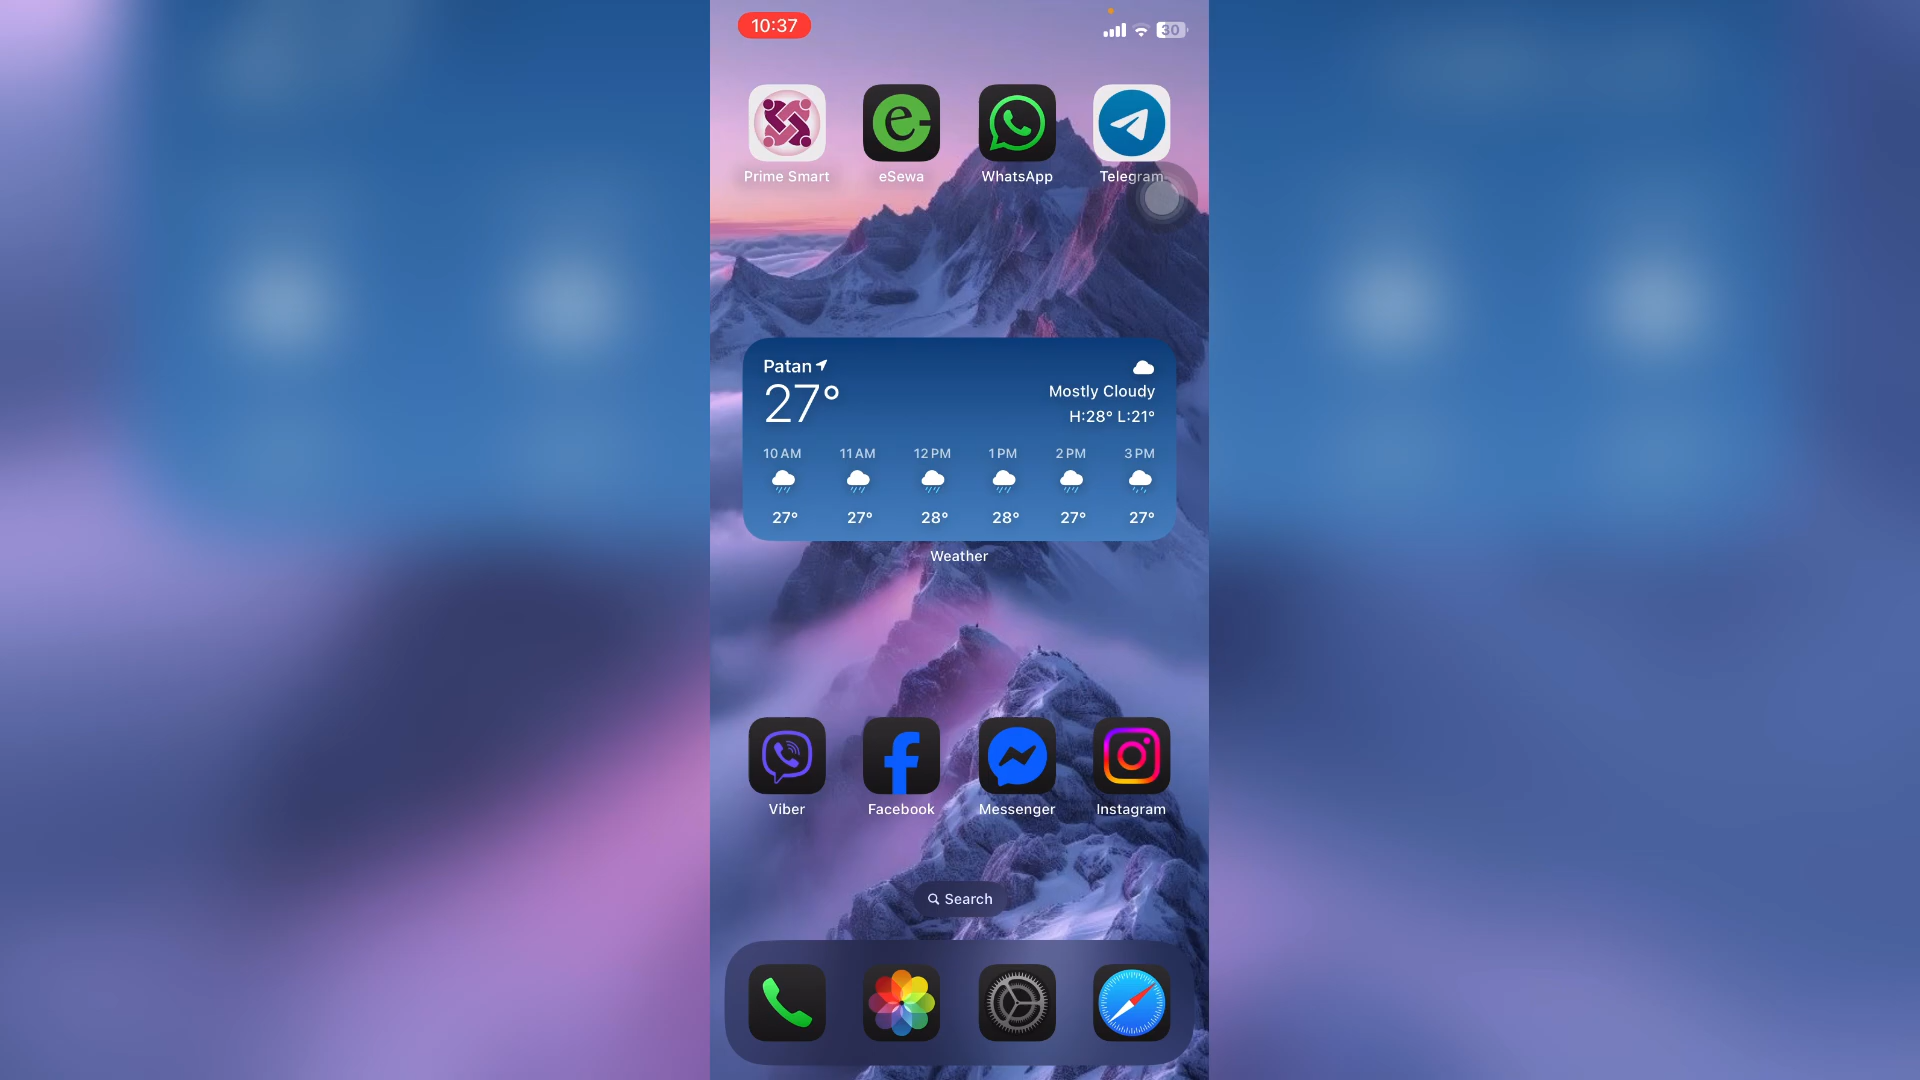 10:37
30
Prime Smart eSewa WhatsApp Telegram
Patan
27°
Mostly Cloudy
H:28° L:21°
10 AM 11 AM 12 PM 1 PM 2 PM 3 PM
27° 27° 28° 28° 27° 27°
Weather
Viber Facebook Messenger Instagram
Search